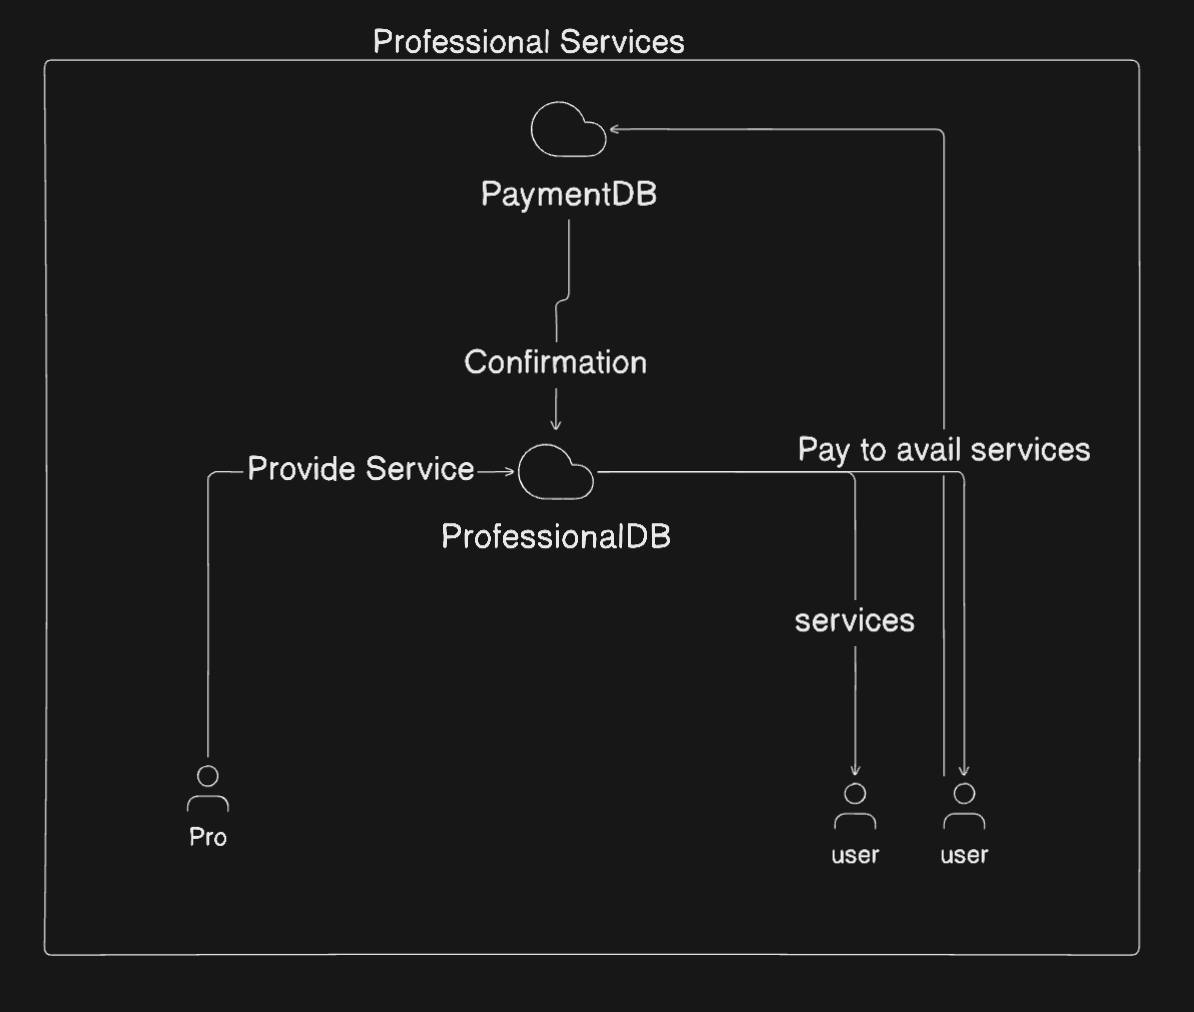 Professional Services
PaymentDB
Confirmation
Pay to avail services
Provide Service
ProfessionalDB
services
Pro
user
user